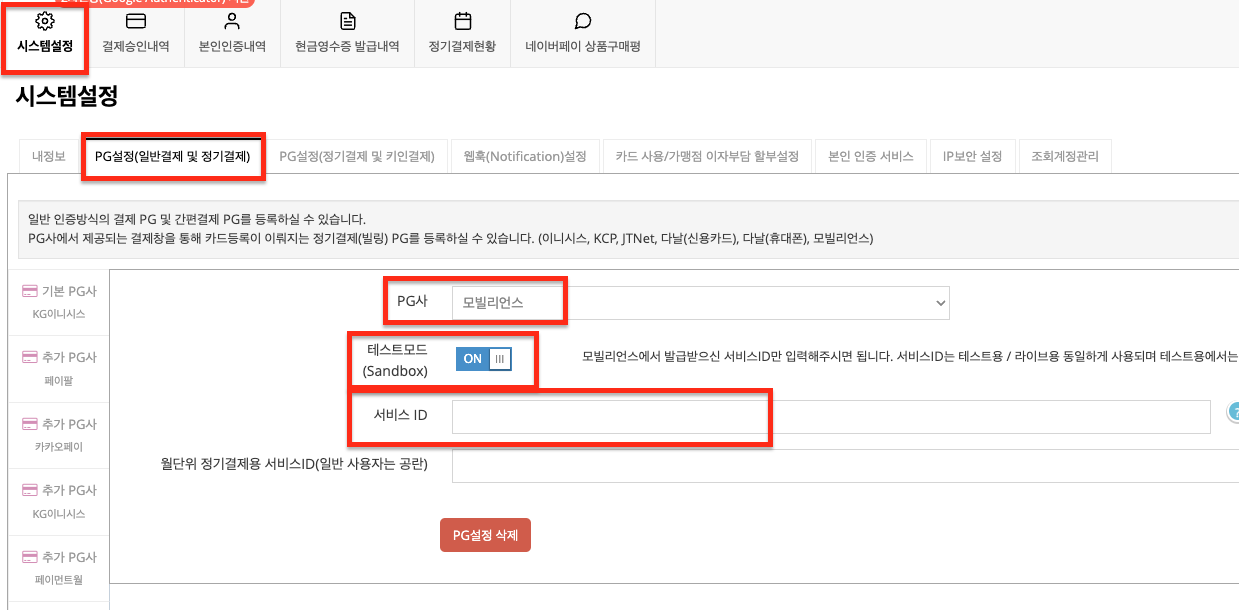 (Google Authenticator)
시스템설정
결제승인내역
본인인증내역
현금영수증 발급내역
정기결제현황
네이버페이 상품구매평
시스템설정
내정보
PG설정(일반결제 및 정기결제)
PG설정(정기결제 및 키인결제)
웹훅(Notification)설정
카드 사용/가맹점 이자부담 할부설정
본인 인증 서비스
IP보안 설정
조회계정관리
일반 인증방식의 결제 PG 및 간편결제 PG를 등록하실 수 있습니다.
PG사에서 제공되는 결제창을 통해 카드등록이 이뤄지는 정기결제(빌링) PG를 등록하실 수 있습니다. (이니시스, KCP, JTNet, 다날(신용카드), 다날(휴대폰), 모빌리언스)
기본 PG사
KG이니시스
추가 PG사
페이팔
추가 PG사
카카오페이
추가 PG사
KG이니시스
추가 PG사
페이먼트월
PG사
모빌리언스
테스트모드
(Sandbox)
ON
모빌리언스에서 발급받으신 서비스ID만 입력해주시면 됩니다. 서비스ID는 테스트용 / 라이브용 동일하게 사용되며 테스트용에서는
서비스 ID
?
월단위 정기결제용 서비스ID(일반 사용자는 공란)
PG설정 삭제